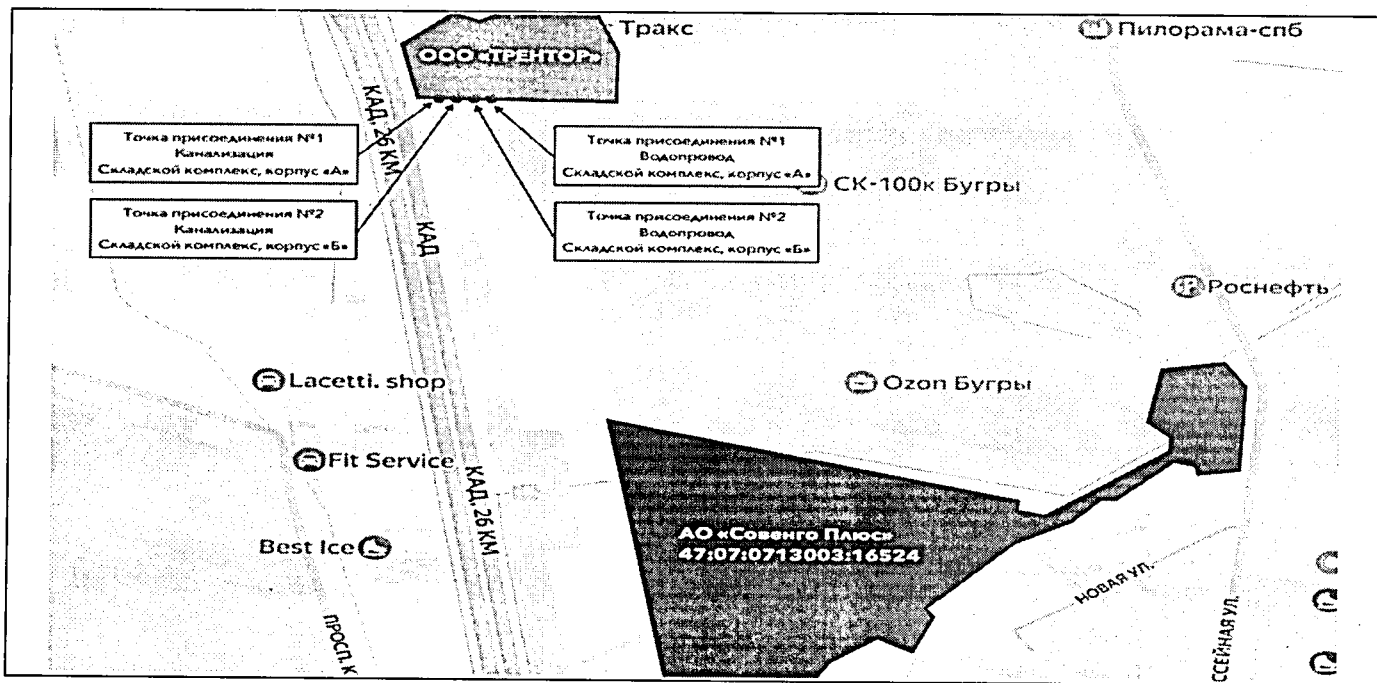 Тракс
Пилорама-спб
ООО «ТРЕНТОР»
КАД, 26 КМ
Точка присоединения №1
Канализация
Складской комплекс, корпус «А»
Точка присоединения №1
Водопровод
Складской комплекс, корпус «А»
СК-100к Бугры
Точка присоединения №2
Канализация
Складской комплекс, корпус «Б»
Точка присоединения №2
Водопровод
Складской комплекс, корпус «Б»
КАД
Роснефть
Lacetti. shop
Ozon Бугры
Fit Service
КАД, 26 КМ
АО «Совенго Плюс»
47:07:0713003:16524
Best Ice
НОВАЯ УЛ.
ПРОСП. К
ССЕЙНАЯ УЛ.